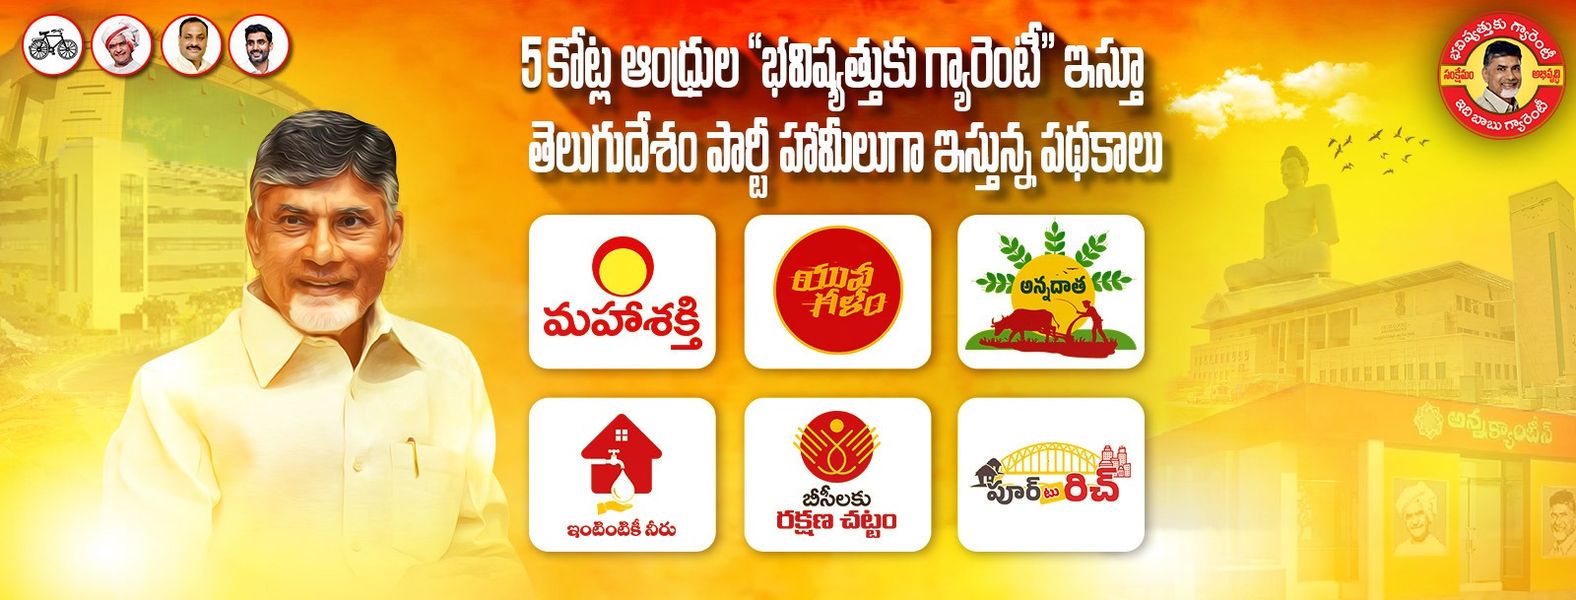 5 కోట్ల ఆంధ్రుల “భవిష్యత్తుకు గ్యారెంటీ” ఇస్తూ
తెలుగుదేశం పార్టీ హామీలుగా ఇస్తున్న పథకాలు
భవిష్యత్తుకు గ్యారెంటీ
సంక్షేమం
అభివృద్ధి
ఇది బాబు గ్యారెంటీ
మహాశక్తి
యువ
గళం
అన్నదాత
ఇంటింటికీ నీరు
బీసీలకు
రక్షణ చట్టం
పూర్ టు రిచ్
అన్న క్యాంటీన్